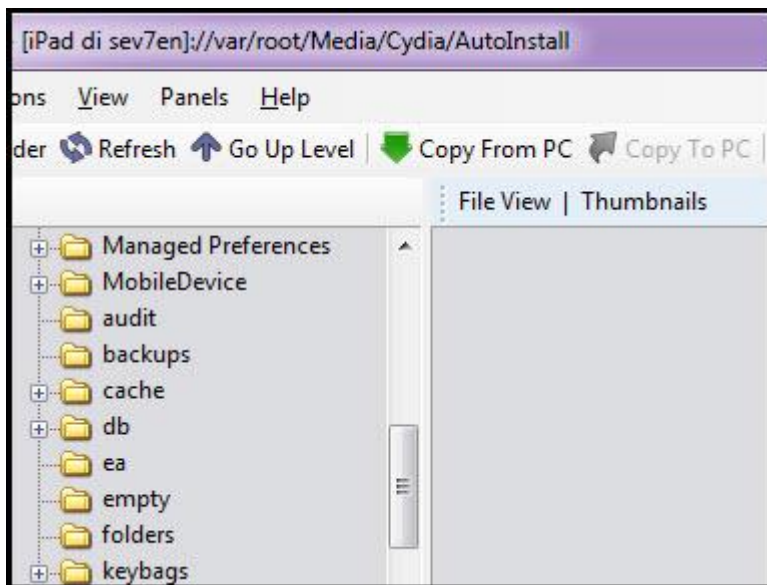 [iPad di sev7en]://var/root/Media/Cydia/AutoInstall
ons View Panels Help
der Refresh Go Up Level Copy From PC Copy To PC
File View | Thumbnails
Managed Preferences
MobileDevice
audit
backups
cache
db
ea
empty
folders
keybags